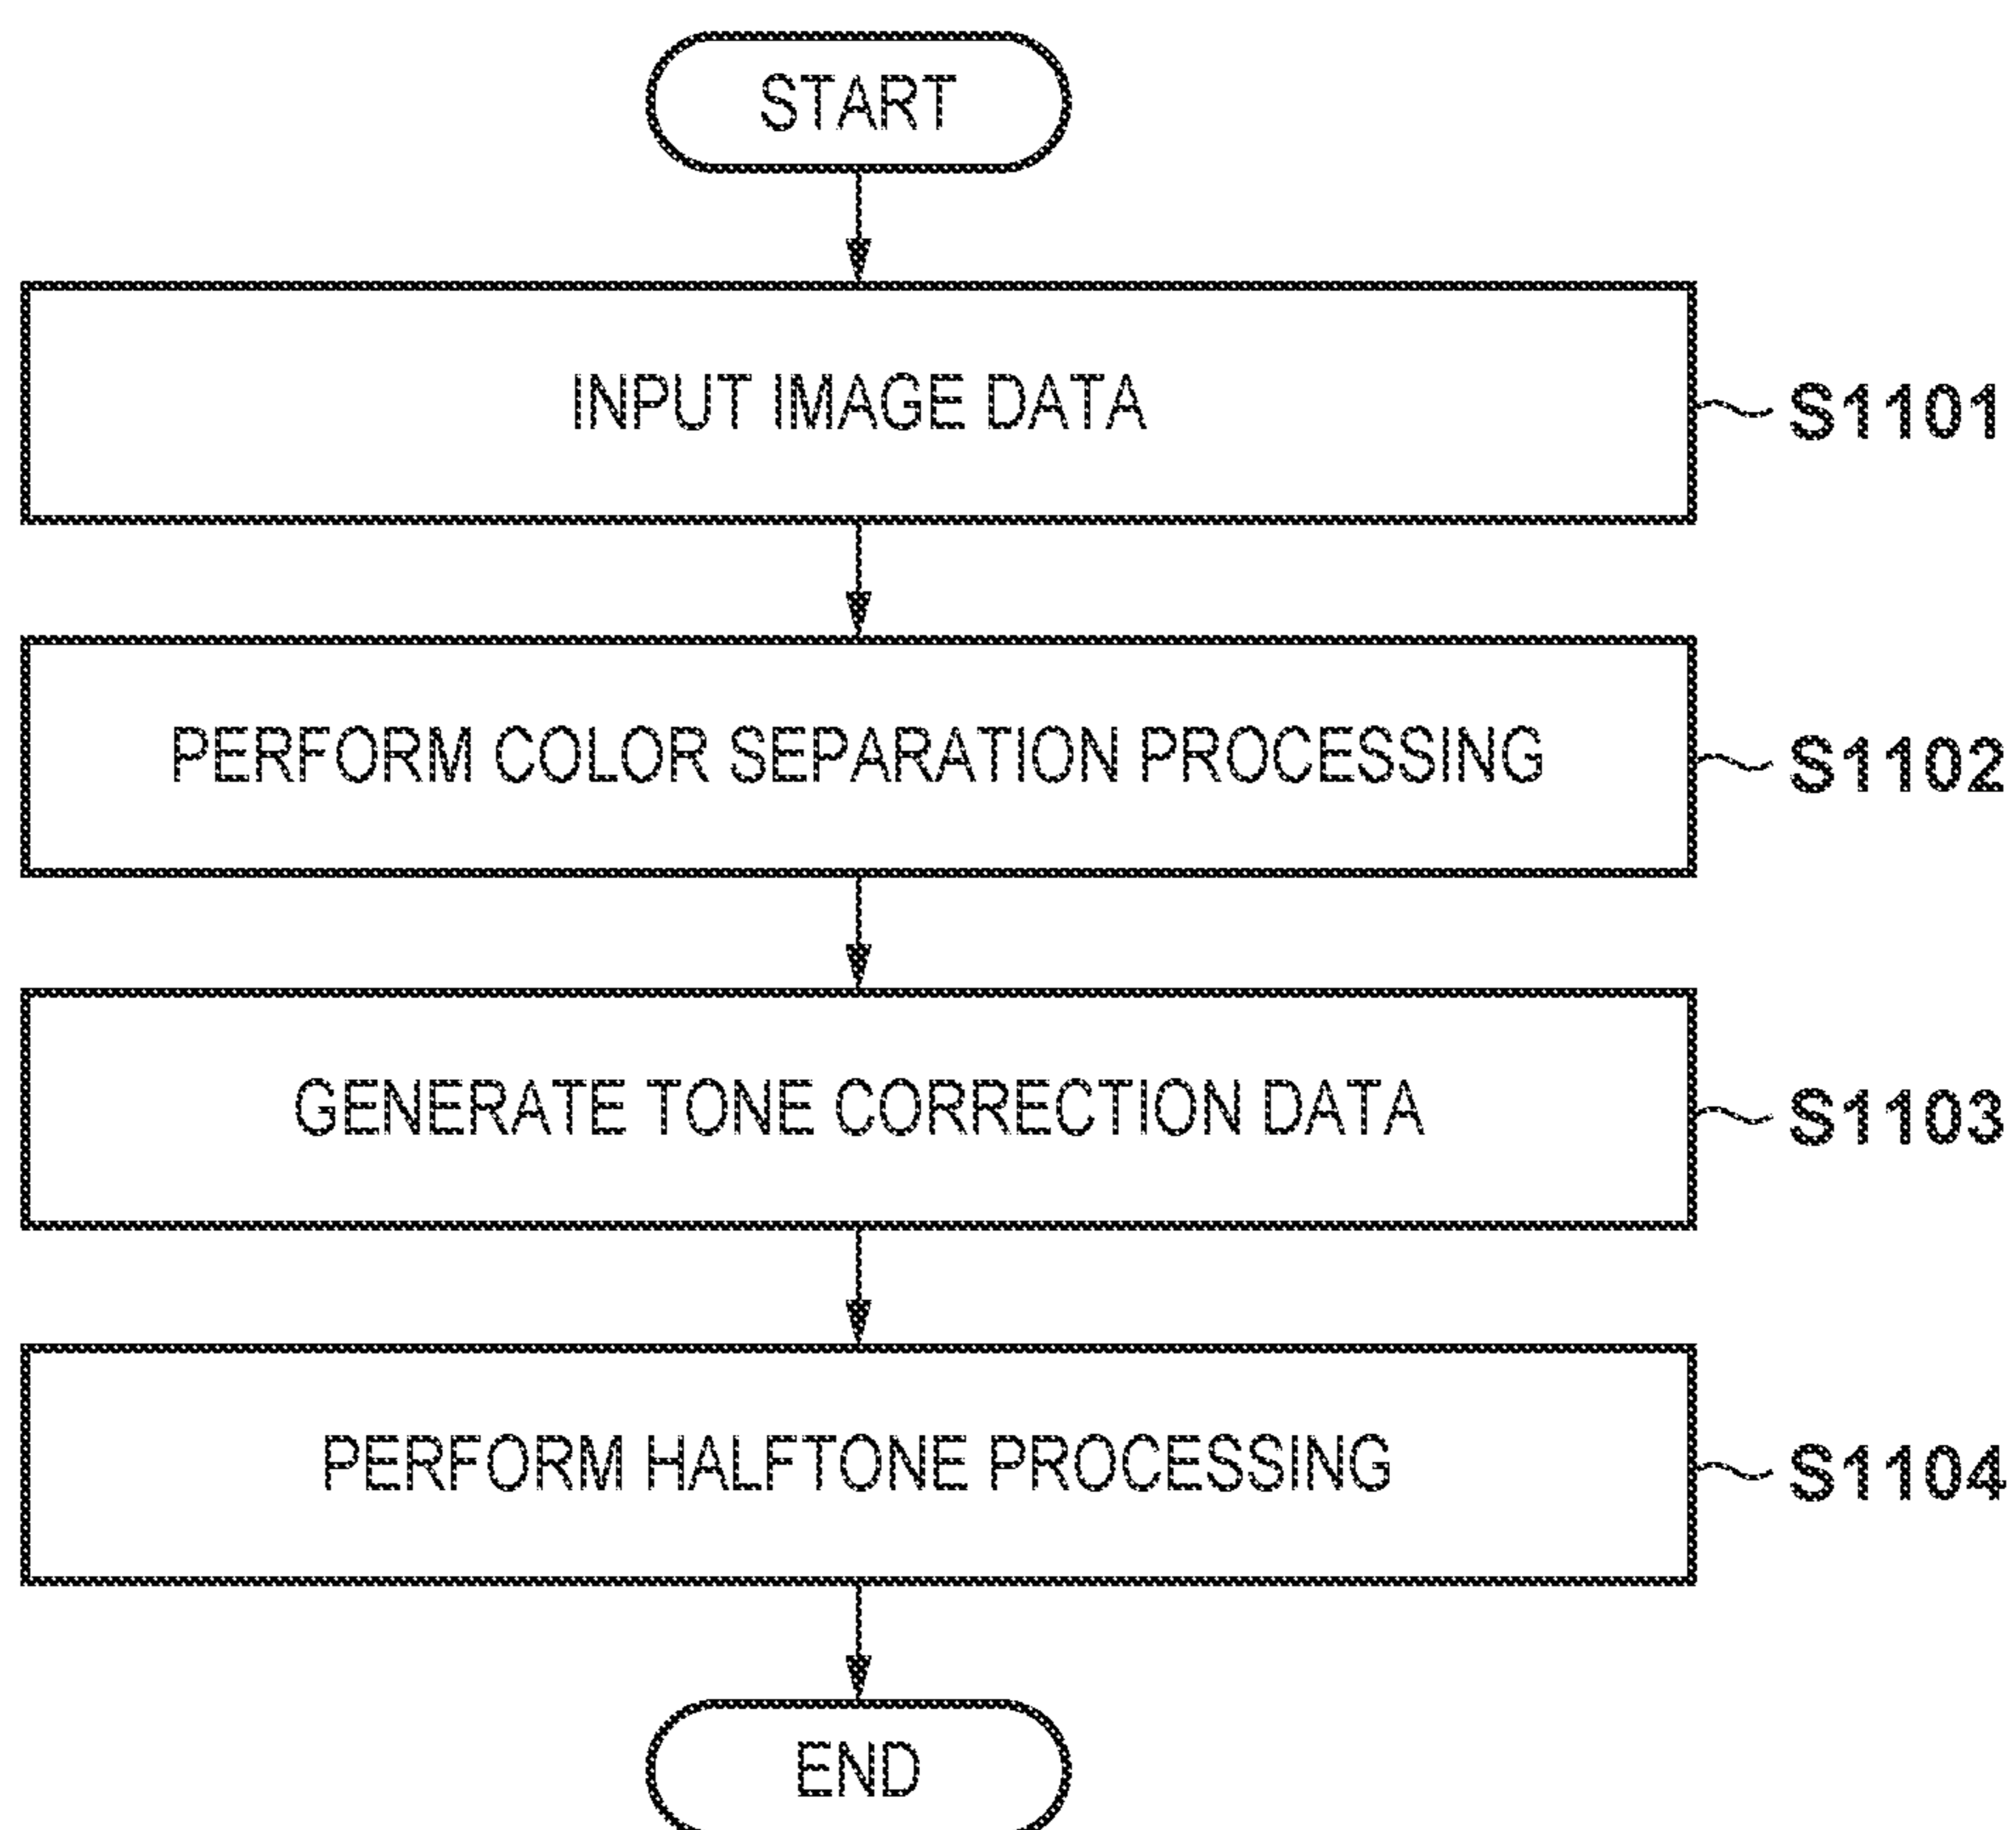 START
INPUT IMAGE DATA
S1101
PERFORM COLOR SEPARATION PROCESSING
S1102
GENERATE TONE CORRECTION DATA
S1103
PERFORM HALFTONE PROCESSING
S1104
END